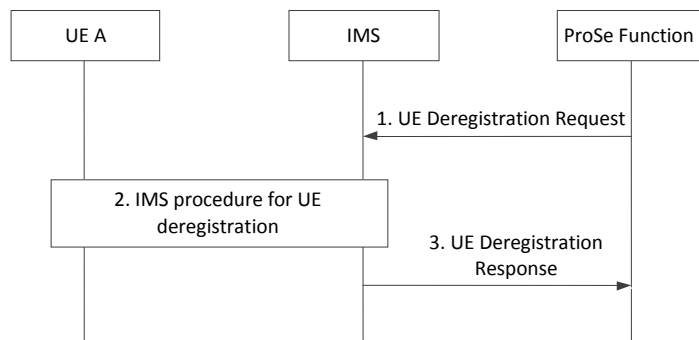 UE A
IMS
ProSe Function
1. UE Deregistration Request
2. IMS procedure for UE
deregistration
3. UE Deregistration
Response